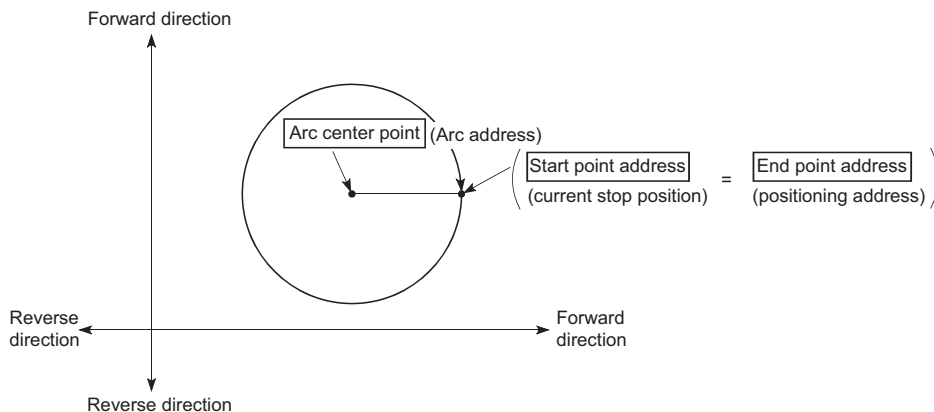 Forward direction
Arc center point (Arc address)
Start point address = End point address
(current stop position) (positioning address)
Reverse
direction
Forward
direction
Reverse direction